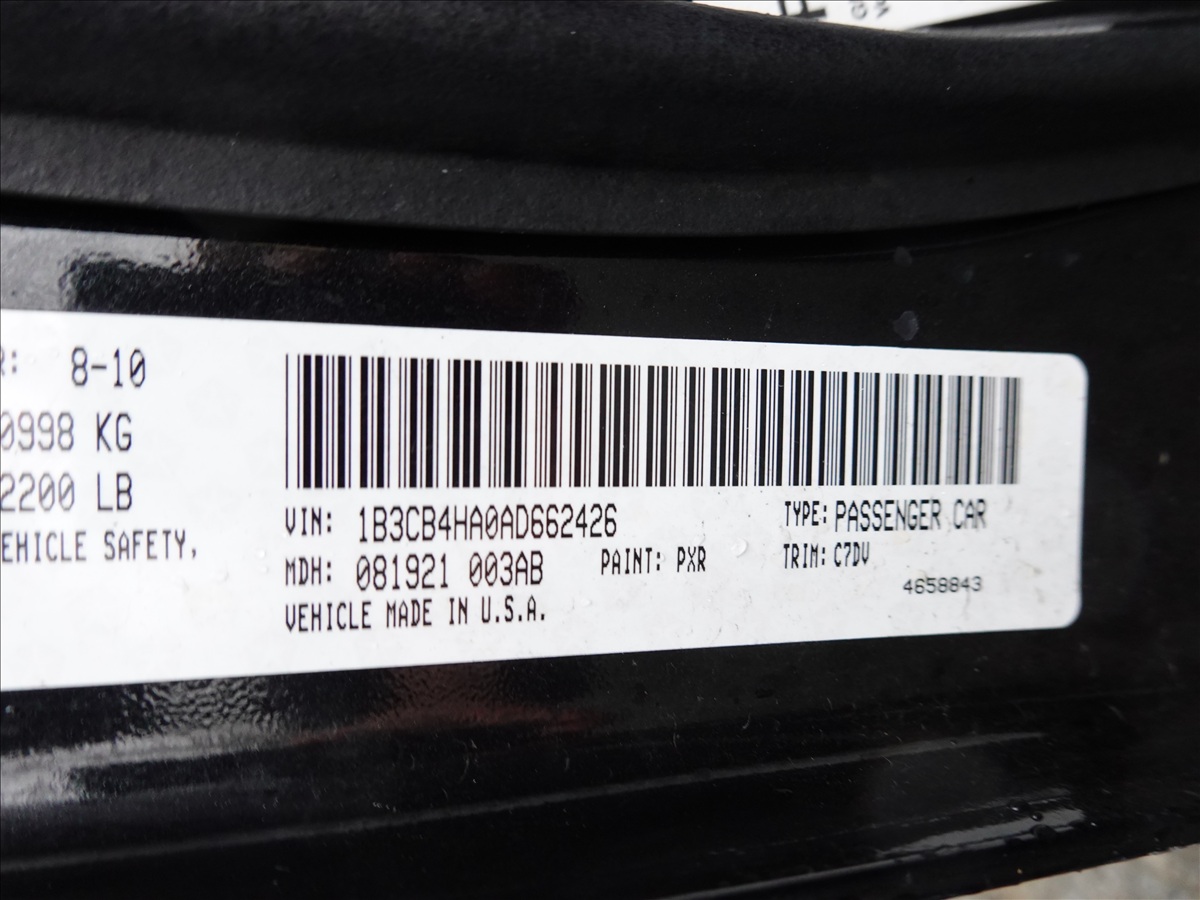 R: 8-10
0998 KG
2200 LB
EHICLE SAFETY,
VIN: 1B3CB4HA0AD662426
TYPE: PASSENGER CAR
MDH: 081921 003AB
PAINT: PXR
TRIM: C7DV
VEHICLE MADE IN U.S.A.
4658843